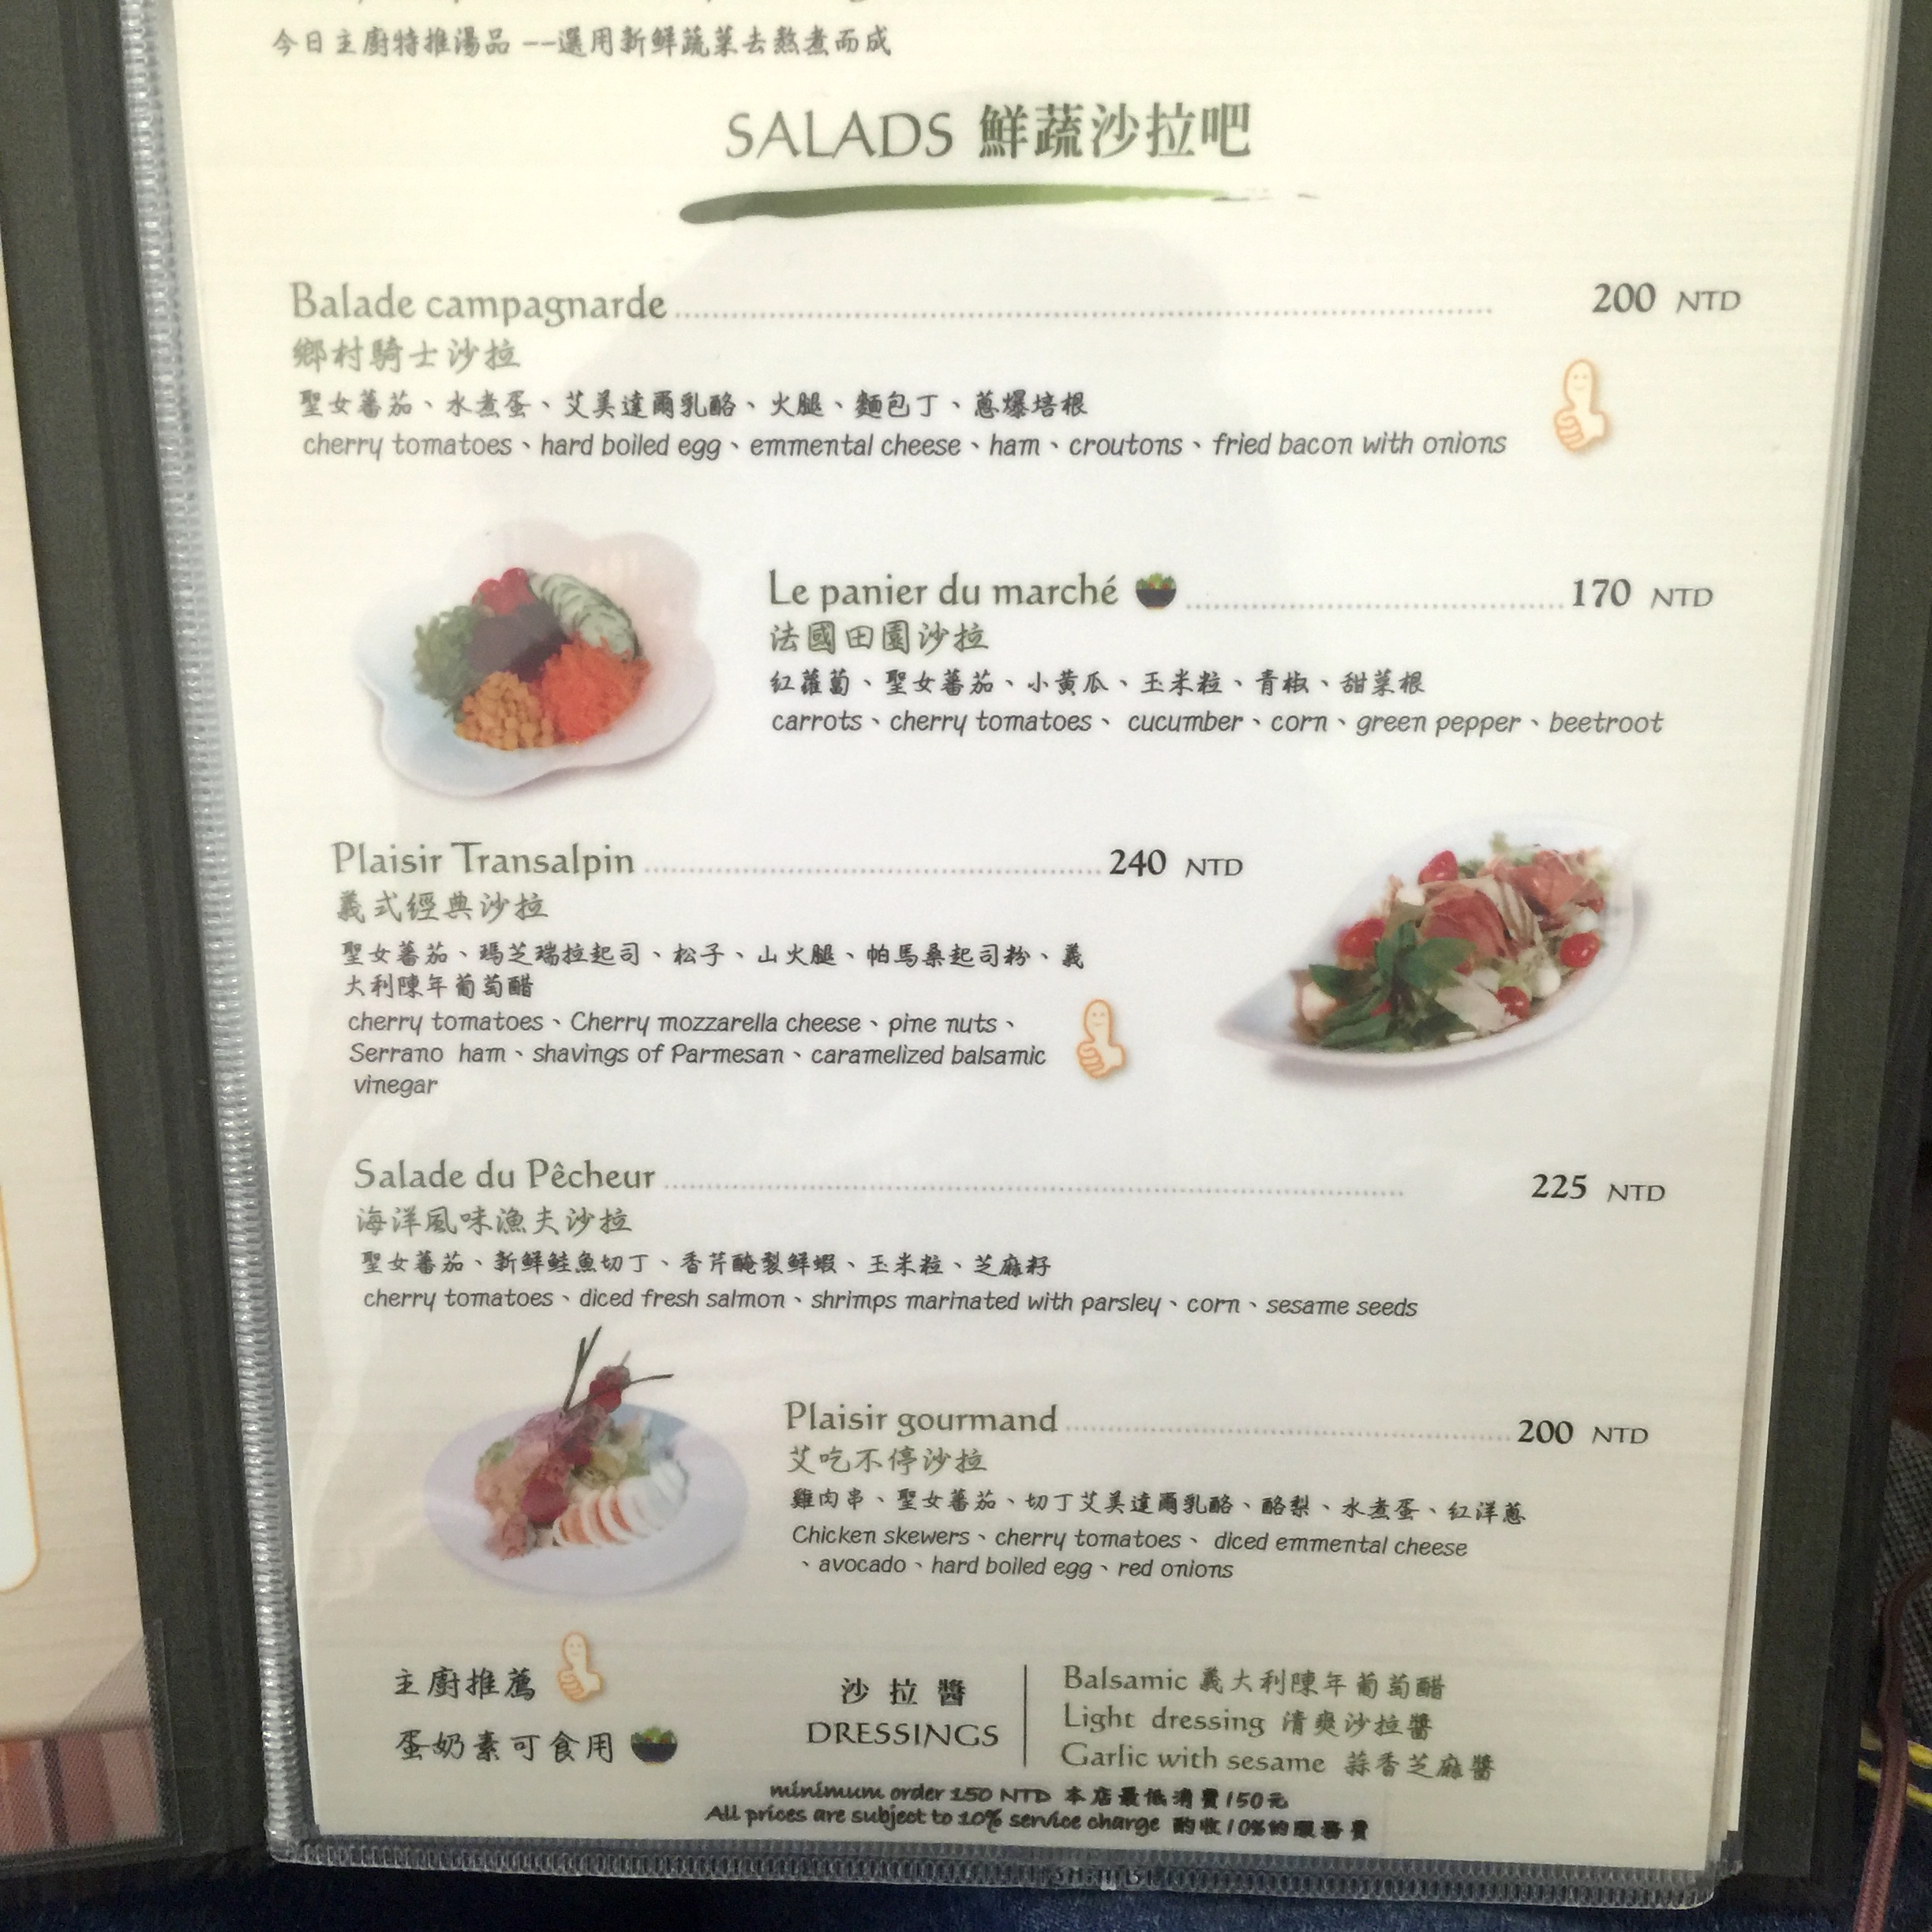 今日主廚特推湯品 --選用新鮮蔬菜去熬煮而成
SALADS 鮮蔬沙拉吧
Balade campagnarde 200 NTD
鄉村騎士沙拉
聖女蕃茄、水煮蛋、艾美達爾乳酪、火腿、麵包丁、蔥爆培根
cherry tomatoes、hard boiled egg、emmental cheese、ham、croutons、fried bacon with onions
Le panier du marché 170 NTD
法國田園沙拉
紅蘿蔔、聖女蕃茄、小黃瓜、玉米粒、青椒、甜菜根
carrots、cherry tomatoes、 cucumber、corn、green pepper、beetroot
Plaisir Transalpin 240 NTD
義式經典沙拉
聖女蕃茄、瑪芝瑞拉起司、松子、山火腿、帕馬桑起司粉、義
大利陳年葡萄醋
cherry tomatoes、Cherry mozzarella cheese、pine nuts、
Serrano ham、shavings of Parmesan、caramelized balsamic
vinegar
Salade du Pêcheur 225 NTD
海洋風味漁夫沙拉
聖女蕃茄、新鮮鮭魚切丁、香芹醃製鮮蝦、玉米粒、芝麻籽
cherry tomatoes、diced fresh salmon、shrimps marinated with parsley、corn、sesame seeds
Plaisir gourmand 200 NTD
艾吃不停沙拉
雞肉串、聖女蕃茄、切丁艾美達爾乳酪、酪梨、水煮蛋、紅洋蔥
Chicken skewers、cherry tomatoes、 diced emmental cheese
、avocado、hard boiled egg、red onions
主廚推薦
蛋奶素可食用
沙拉醬
DRESSINGS
Balsamic 義大利陳年葡萄醋
Light dressing 清爽沙拉醬
Garlic with sesame 蒜香芝麻醬
minimum order 150 NTD 本店最低消費150元
All prices are subject to 10% service charge 酌收10%的服務費